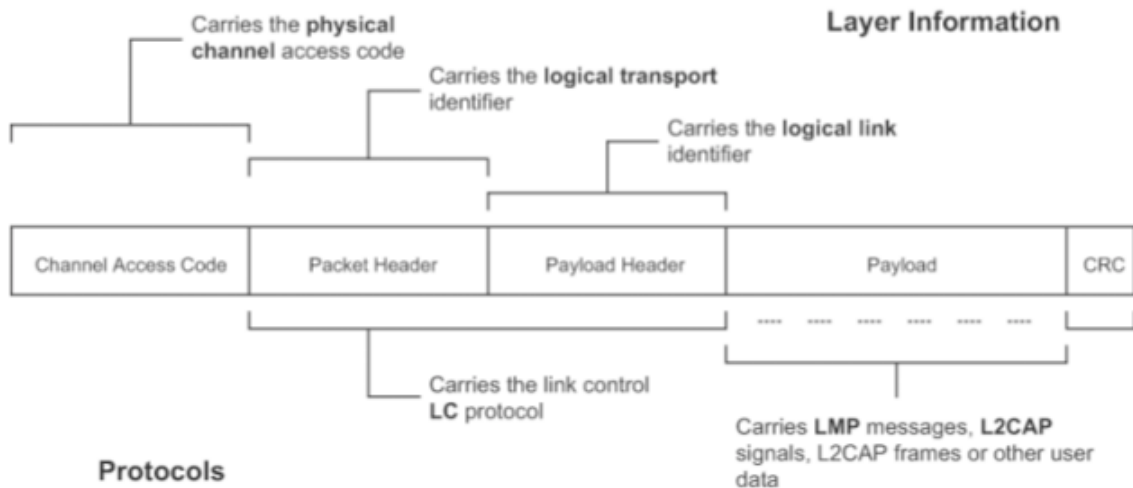 Layer Information
Carries the physical
channel access code
Carries the logical transport
identifier
Carries the logical link
identifier
Channel Access Code
Packet Header
Payload Header
Payload
CRC
---- ---- ---- ---- ---- ----
Carries the link control
LC protocol
Carries LMP messages, L2CAP
signals, L2CAP frames or other user
data
Protocols